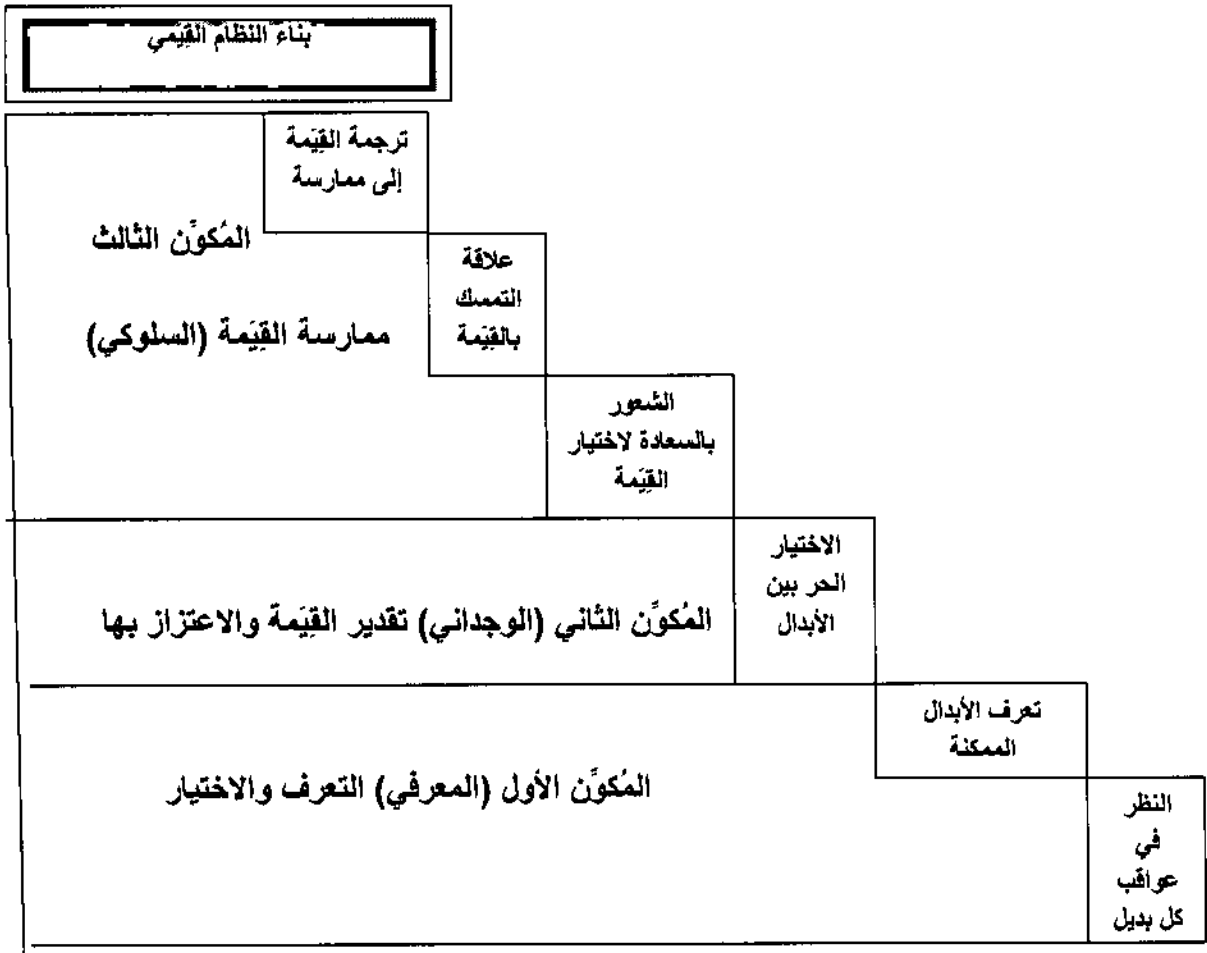 بناء النظام القِيَمي
ترجمة القِيَمة
إلى ممارسة
المُكوِّن الثالث
علاقة
التمسك
بالقِيَمة
ممارسة القِيَمة (السلوكي)
الشعور
بالسعادة لاختيار
القِيَمة
الاختيار
الحر بين
الأبدال
المُكوِّن الثاني (الوجداني) تقدير القِيَمة والاعتزاز بها
تعرف الأبدال
الممكنة
المُكوِّن الأول (المعرفي) التعرف والاختيار
النظر
في
عواقب
كل بديل